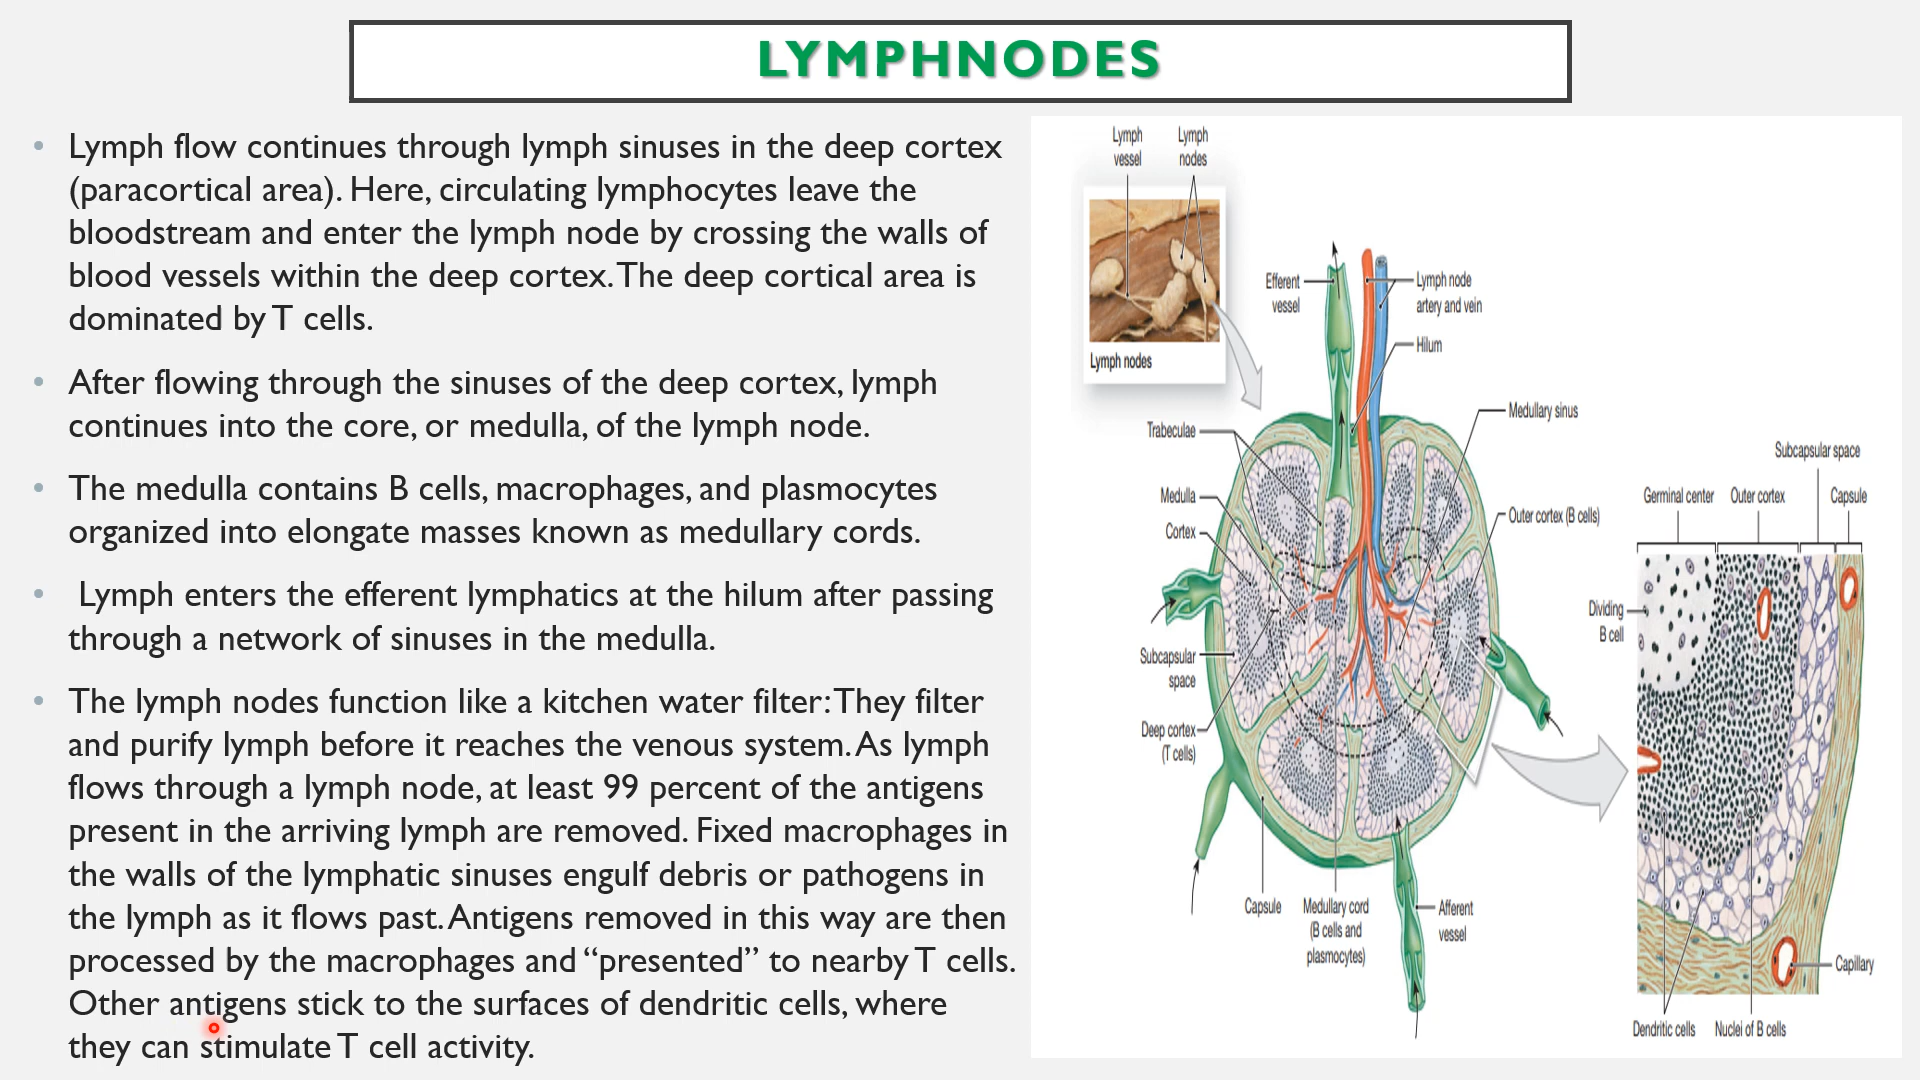 LYMPHNODES
Lymph flow continues through lymph sinuses in the deep cortex
(paracortical area). Here, circulating lymphocytes leave the
bloodstream and enter the lymph node by crossing the walls of
blood vessels within the deep cortex. The deep cortical area is
dominated by T cells.
After flowing through the sinuses of the deep cortex, lymph
continues into the core, or medulla, of the lymph node.
The medulla contains B cells, macrophages, and plasmocytes
organized into elongate masses known as medullary cords.
Lymph enters the efferent lymphatics at the hilum after passing
through a network of sinuses in the medulla.
The lymph nodes function like a kitchen water filter: They filter
and purify lymph before it reaches the venous system. As lymph
flows through a lymph node, at least 99 percent of the antigens
present in the arriving lymph are removed. Fixed macrophages in
the walls of the lymphatic sinuses engulf debris or pathogens in
the lymph as it flows past. Antigens removed in this way are then
processed by the macrophages and “presented” to nearby T cells.
Other antigens stick to the surfaces of dendritic cells, where
they can stimulate T cell activity.
Lymph
vessel
Lymph
nodes
Lymph nodes
Efferent
vessel
Lymph node
artery and vein
Hilum
Trabeculae
Medullary sinus
Medulla
Cortex
Outer cortex (B cells)
Subcapsular
space
Deep cortex
(T cells)
Capsule
Medullary cord
(B cells and
plasmocytes)
Afferent
vessel
Subcapsular space
Germinal center
Outer cortex
Capsule
Dividing
B cell
Capillary
Dendritic cells
Nuclei of B cells